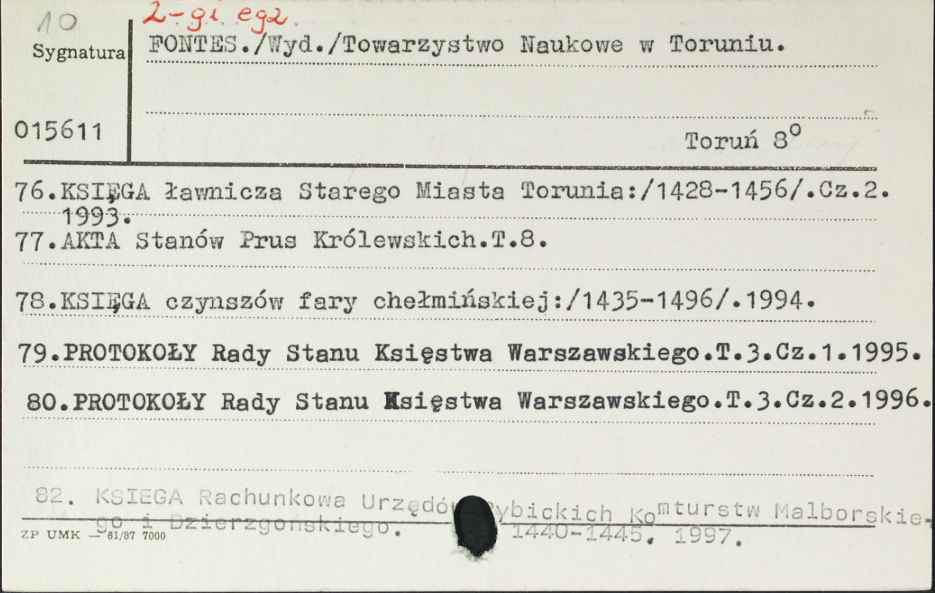 10
2-gi egz.
Sygnatura
FONTES./Wyd./Towarzystwo Naukowe w Toruniu.
015611
Toruń 8°
76.KSIĘGA ławnicza Starego Miasta Torunia:/1428-1456/.Cz.2.
1993.
77.AKTA Stanów Prus Królewskich.T.8.
78.KSIĘGA czynszów fary chełmińskiej:/1435-1496/.1994.
79.PROTOKOŁY Rady Stanu Księstwa Warszawskiego.T.3.Cz.1.1995.
80.PROTOKOŁY Rady Stanu Księstwa Warszawskiego.T.3.Cz.2.1996.
82. KSIEGA Rachunkowa Urzędów Rybickich Komturstw Malborskie-
go i Dzierzgońskiego. 1440-1445. 1997.
ZP UMK — 61/87 7000